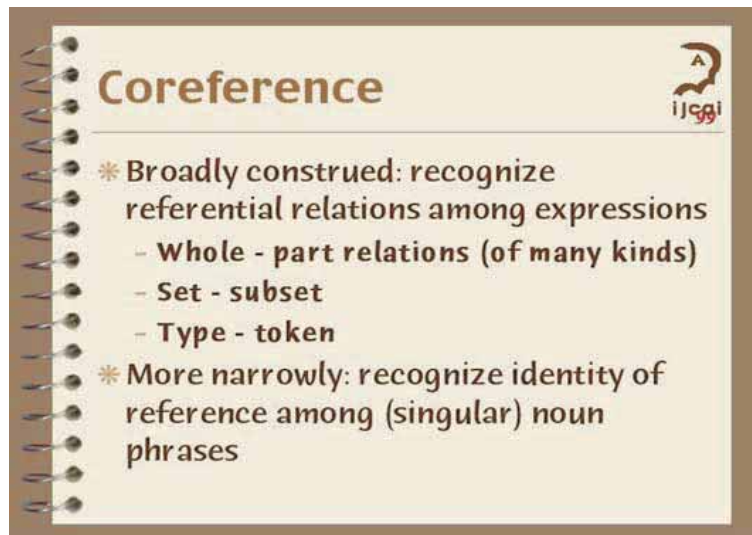 Coreference
A
ijcai
99
Broadly construed: recognize
referential relations among expressions
- Whole - part relations (of many kinds)
- Set - subset
- Type - token
More narrowly: recognize identity of
reference among (singular) noun
phrases